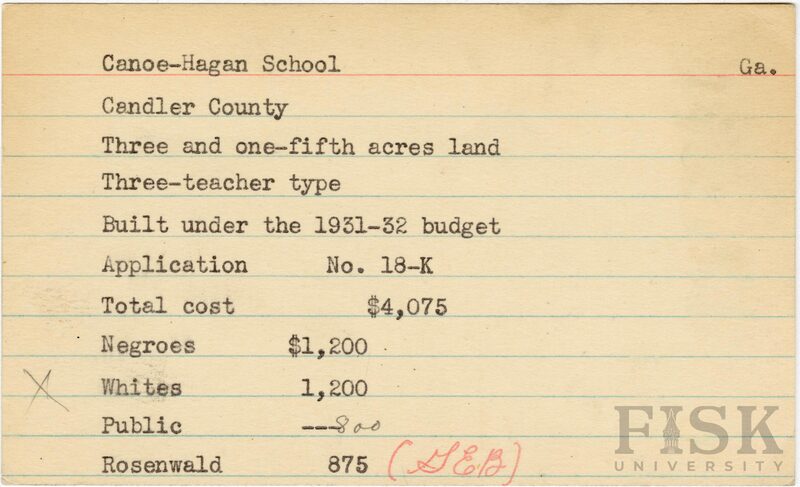 Canoe-Hagan School Ga.
Candler County
Three and one-fifth acres land
Three-teacher type
Built under the 1931-32 budget
Application No. 18-K
Total cost $4,075
Negroes $1,200
X Whites 1,200
Public ---800
Rosenwald 875 (GEB)
FISK
UNIVERSITY